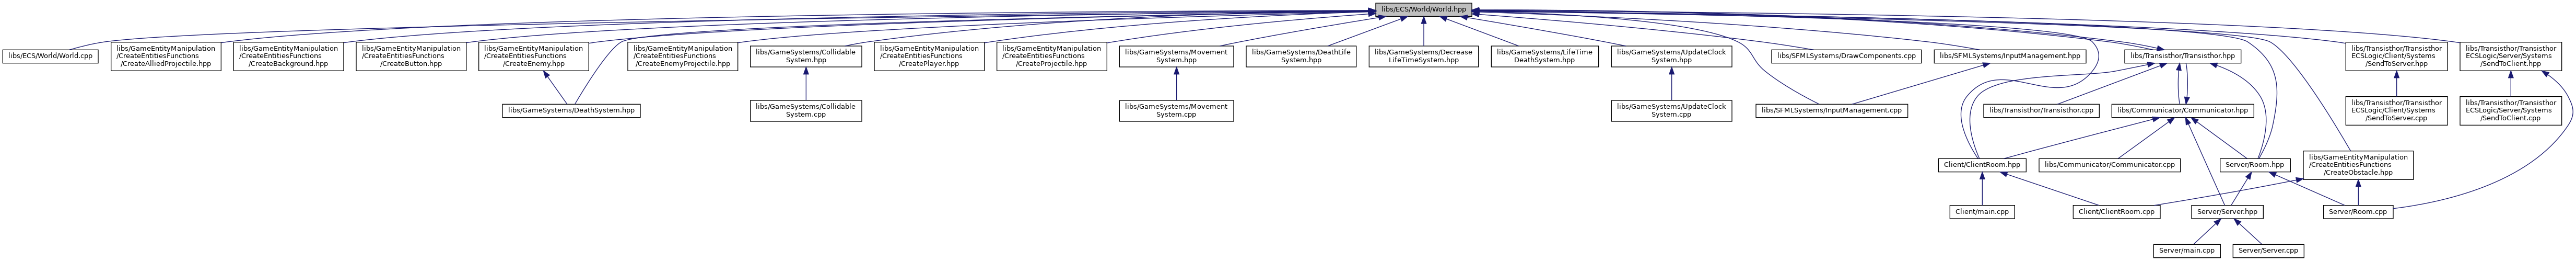 libs/ECS/World/World.hpp
libs/ECS/World/World.cpp
libs/GameEntityManipulation
/CreateEntitiesFunctions
/CreateAlliedProjectile.hpp
libs/GameEntityManipulation
/CreateEntitiesFunctions
/CreateBackground.hpp
libs/GameEntityManipulation
/CreateEntitiesFunctions
/CreateButton.hpp
libs/GameEntityManipulation
/CreateEntitiesFunctions
/CreateEnemy.hpp
libs/GameEntityManipulation
/CreateEntitiesFunctions
/CreateEnemyProjectile.hpp
libs/GameSystems/Collidable
System.hpp
libs/GameEntityManipulation
/CreateEntitiesFunctions
/CreatePlayer.hpp
libs/GameEntityManipulation
/CreateEntitiesFunctions
/CreateProjectile.hpp
libs/GameSystems/Movement
System.hpp
libs/GameSystems/DeathLife
System.hpp
libs/GameSystems/Decrease
LifeTimeSystem.hpp
libs/GameSystems/LifeTime
DeathSystem.hpp
libs/GameSystems/UpdateClock
System.hpp
libs/SFMLSystems/DrawComponents.cpp
libs/SFMLSystems/InputManagement.hpp
libs/Transisthor/Transisthor.hpp
libs/Transisthor/Transisthor
ECSLogic/Client/Systems
/SendToServer.hpp
libs/Transisthor/Transisthor
ECSLogic/Server/Systems
/SendToClient.hpp
libs/GameSystems/DeathSystem.hpp
libs/GameSystems/Collidable
System.cpp
libs/GameSystems/Movement
System.cpp
libs/GameSystems/UpdateClock
System.cpp
libs/SFMLSystems/InputManagement.cpp
libs/Transisthor/Transisthor.cpp
libs/Communicator/Communicator.hpp
libs/Transisthor/Transisthor
ECSLogic/Client/Systems
/SendToServer.cpp
libs/Transisthor/Transisthor
ECSLogic/Server/Systems
/SendToClient.cpp
Client/ClientRoom.hpp
libs/Communicator/Communicator.cpp
Server/Room.hpp
libs/GameEntityManipulation
/CreateEntitiesFunctions
/CreateObstacle.hpp
Client/main.cpp
Client/ClientRoom.cpp
Server/Server.hpp
Server/Room.cpp
Server/main.cpp
Server/Server.cpp